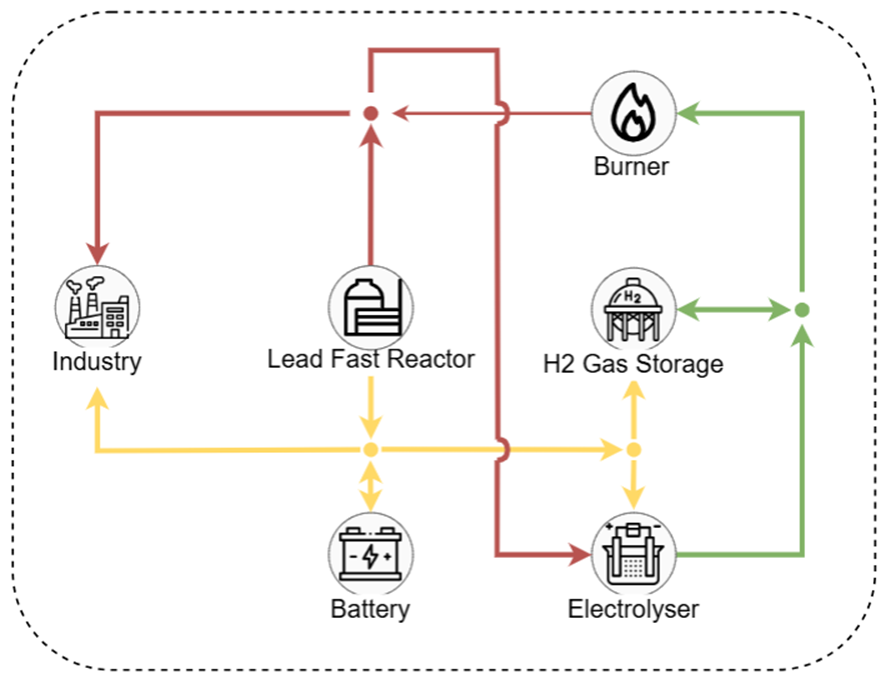 Burner
H2
Industry
Lead Fast Reactor
H2 Gas Storage
Battery
Electrolyser